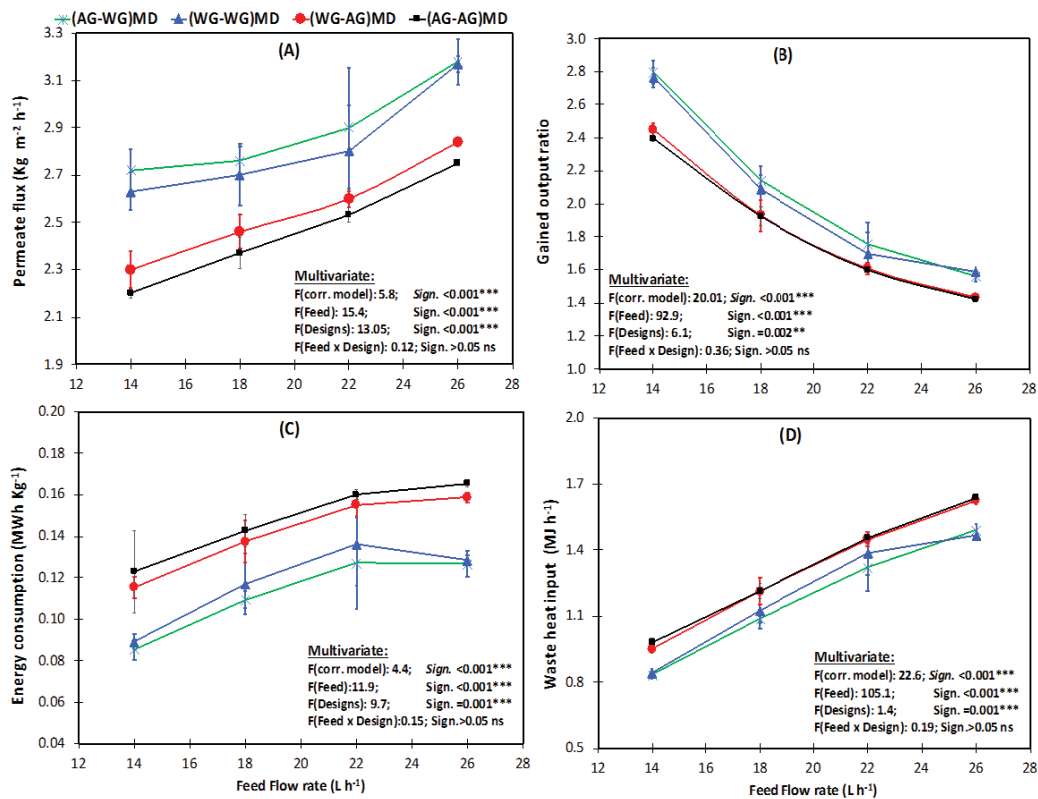 (AG-WG)MD (WG-WG)MD (WG-AG)MD (AG-AG)MD
(A)
Permeate flux (Kg m⁻² h⁻¹)
3.3
3.1
2.9
2.7
2.5
2.3
2.1
1.9
12 14 16 18 20 22 24 26 28
Multivariate:
F(corr. model): 5.8; Sign. <0.001***
F(Feed): 15.4; Sign. <0.001***
F(Designs): 13.05; Sign. <0.001***
F(Feed x Design): 0.12; Sign. >0.05 ns
(B)
Gained output ratio
3.0
2.8
2.6
2.4
2.2
2.0
1.8
1.6
1.4
1.2
1.0
12 14 16 18 20 22 24 26 28
Multivariate:
F(corr. model): 20.01; Sign. <0.001***
F(Feed): 92.9; Sign. <0.001***
F(Designs): 6.1; Sign. =0.002**
F(Feed x Design): 0.36; Sign. >0.05 ns
(C)
Energy consumption (MWh Kg⁻¹)
0.20
0.18
0.16
0.14
0.12
0.10
0.08
0.06
0.04
12 14 16 18 20 22 24 26 28
Feed Flow rate (L h⁻¹)
Multivariate:
F(corr. model): 4.4; Sign. <0.001***
F(Feed):11.9; Sign. <0.001***
F(Designs): 9.7; Sign. =0.001***
F(Feed x Design):0.15; Sign.>0.05 ns
(D)
Waste heat input (MJ h⁻¹)
2.0
1.7
1.4
1.1
0.8
0.5
12 14 16 18 20 22 24 26 28
Feed Flow rate (L h⁻¹)
Multivariate:
F(corr. model): 22.6; Sign. <0.001***
F(Feed): 105.1; Sign. <0.001***
F(Designs): 1.4; Sign. =0.001***
F(Feed x Design): 0.19; Sign.>0.05 ns